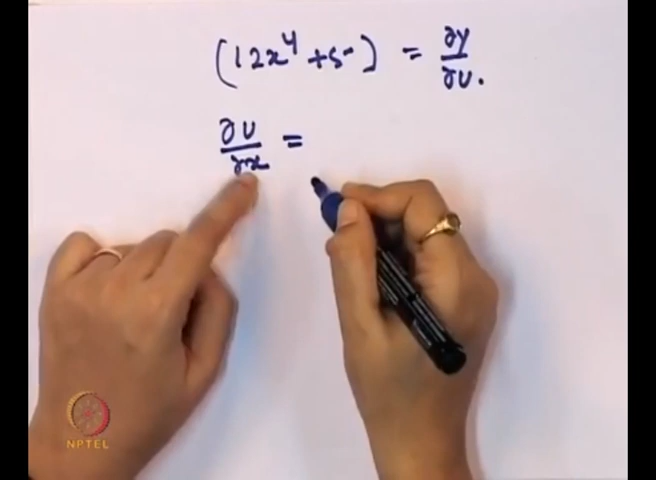 (12x⁴ + 5) = ∂y/∂U.
∂U/∂x =
NPTEL